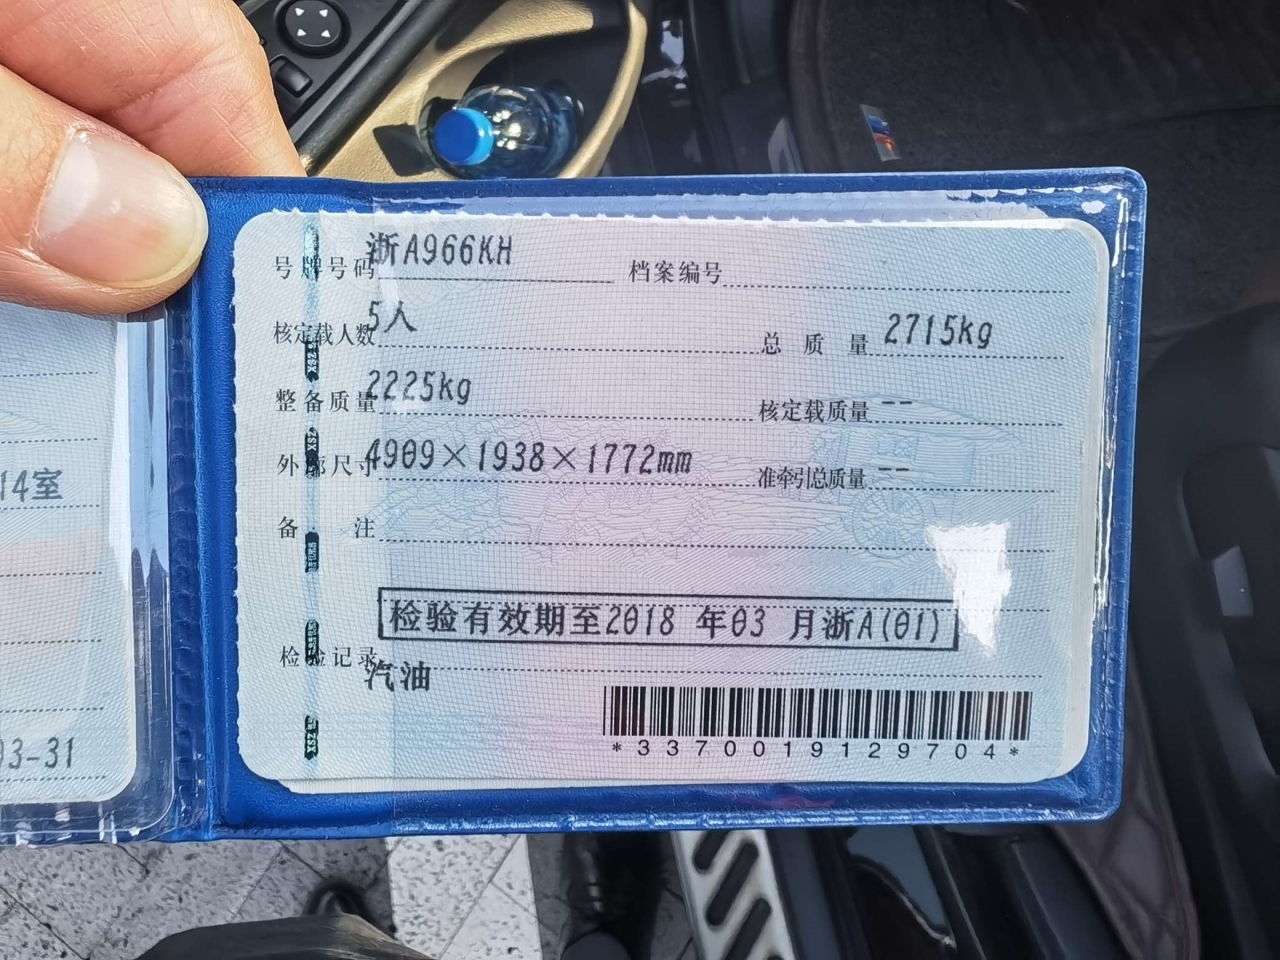 号牌号码 浙A966KH 档案编号
核定载人数 5人 总质量 2715kg
整备质量 2225kg 核定载质量 --
外廓尺寸 4909×1938×1772mm 准牵引总质量 --
备注
检验有效期至2018 年03 月浙A(01)
检验记录
汽油
*3370019129704*
14室
03-31